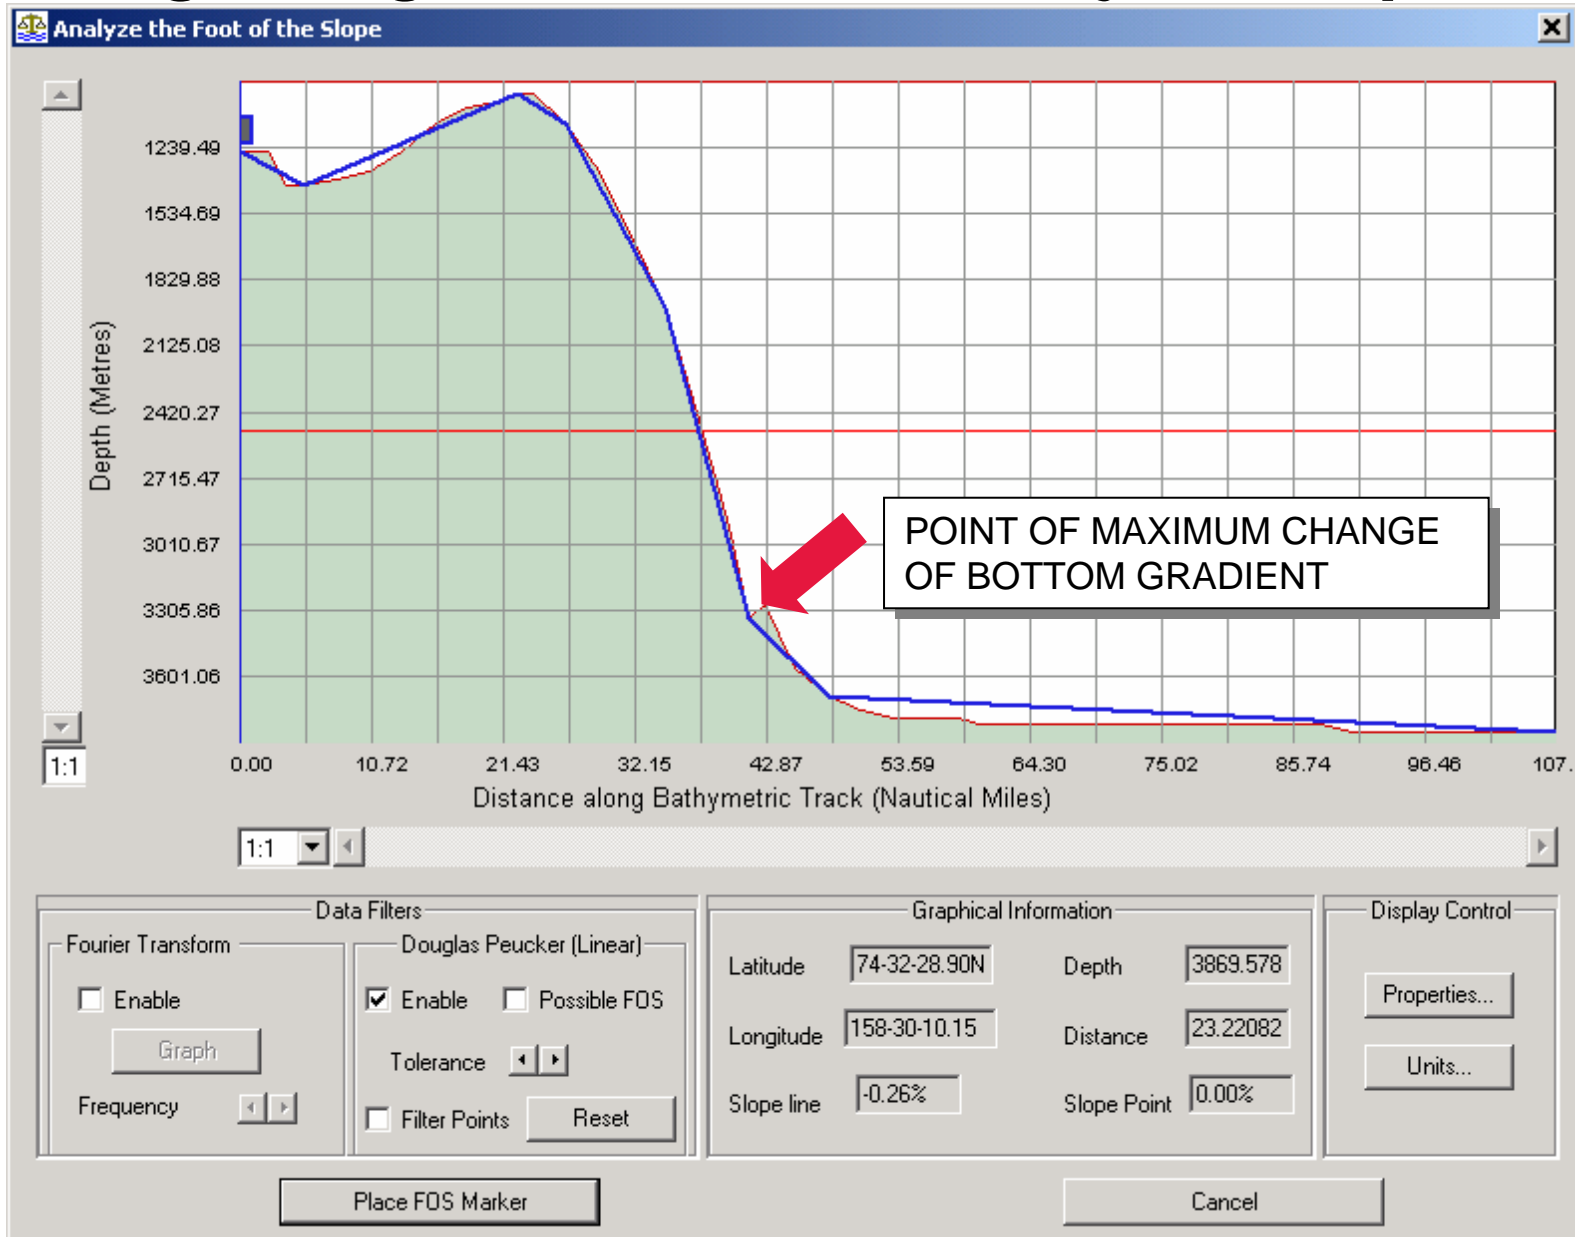 Analyze the Foot of the Slope
1239.49
1534.69
1829.88
2125.08
2420.27
2715.47
3010.67
3305.86
3601.06
Depth (Metres)
POINT OF MAXIMUM CHANGE
OF BOTTOM GRADIENT
1:1
0.00 10.72 21.43 32.15 42.87 53.59 64.30 75.02 85.74 96.46 107.
Distance along Bathymetric Track (Nautical Miles)
1:1
Data Filters
Fourier Transform
Enable
Graph
Frequency
Douglas Peucker (Linear)
Enable Possible FOS
Tolerance
Filter Points Reset
Graphical Information
Latitude 74-32-28.90N Depth 3869.578
Longitude 158-30-10.15 Distance 23.22082
Slope line -0.26% Slope Point 0.00%
Display Control
Properties...
Units...
Place FOS Marker Cancel